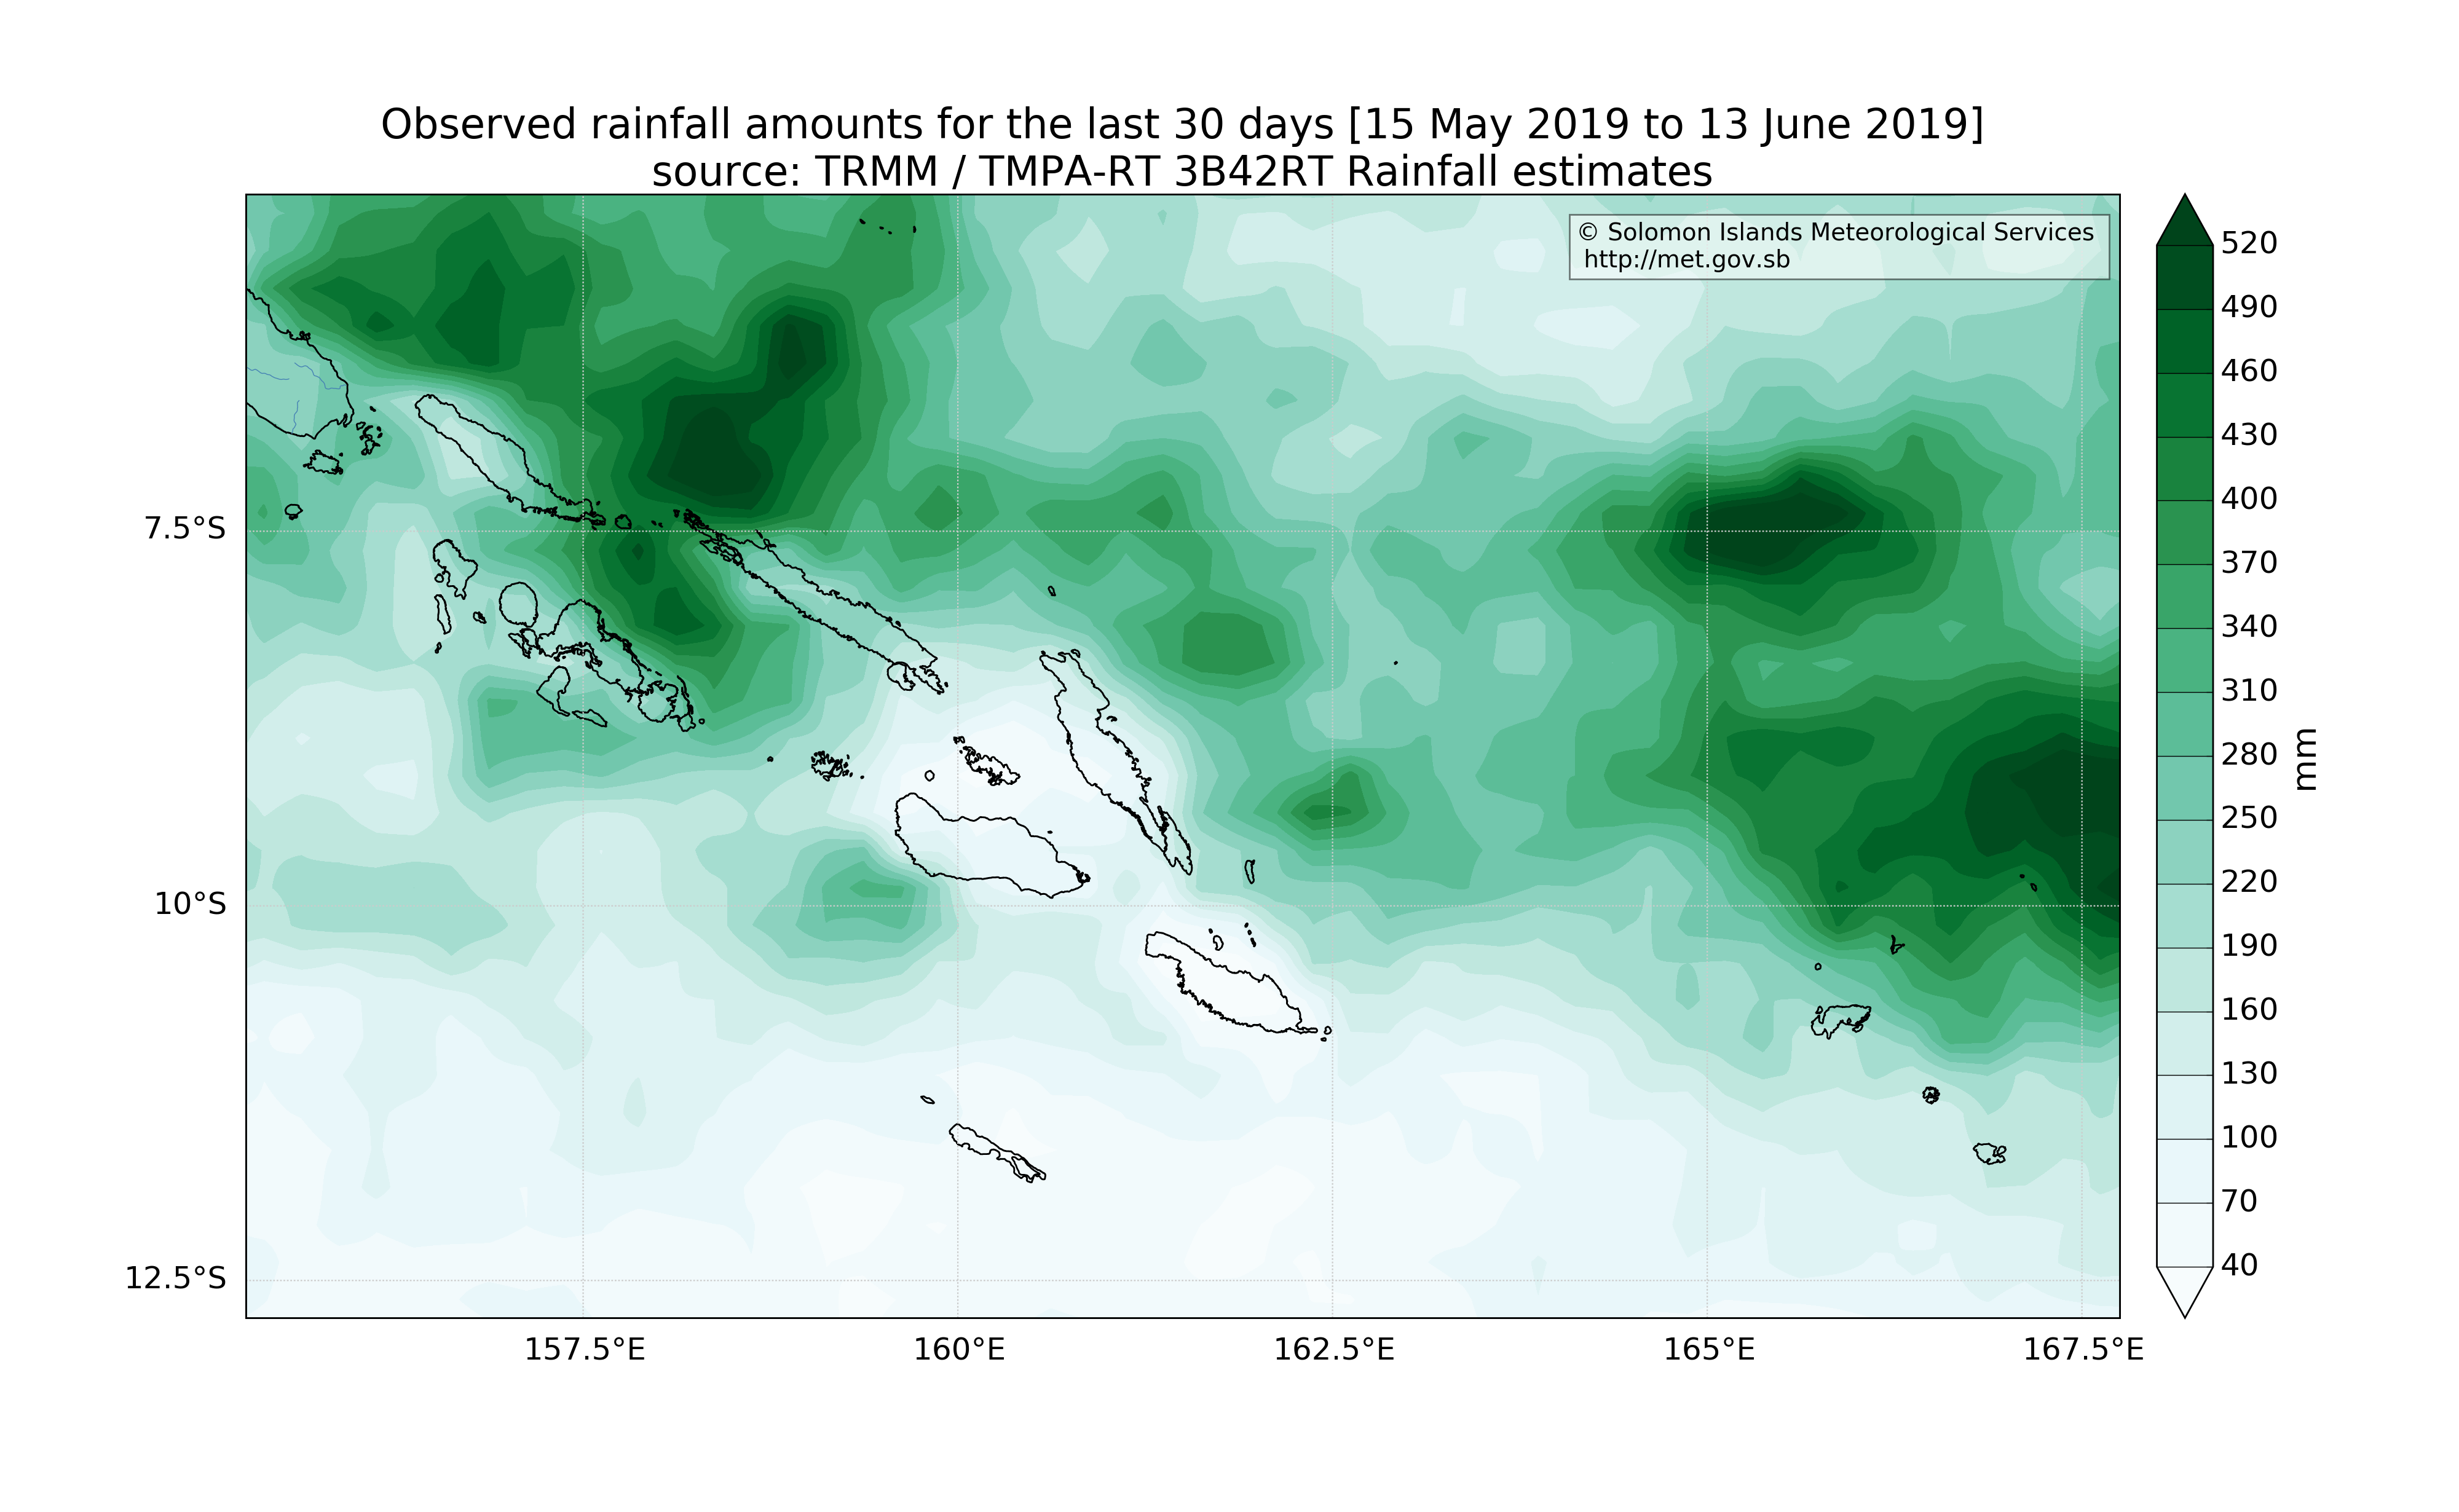 Observed rainfall amounts for the last 30 days [15 May 2019 to 13 June 2019]
source: TRMM / TMPA-RT 3B42RT Rainfall estimates
© Solomon Islands Meteorological Services
http://met.gov.sb
7.5°S
10°S
12.5°S
157.5°E
160°E
162.5°E
165°E
167.5°E
520
490
460
430
400
370
340
310
280
250
220
190
160
130
100
70
40
mm